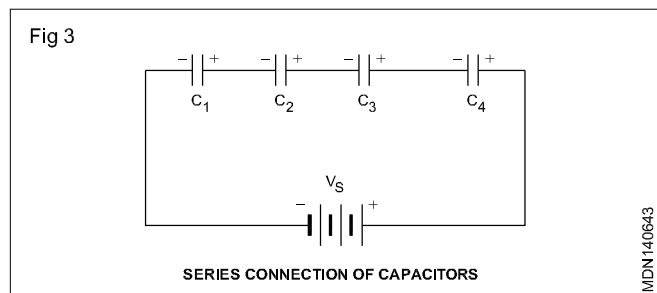 Fig 3
– + – + – + – +
C1 C2 C3 C4
VS
– +
SERIES CONNECTION OF CAPACITORS
MDN140643